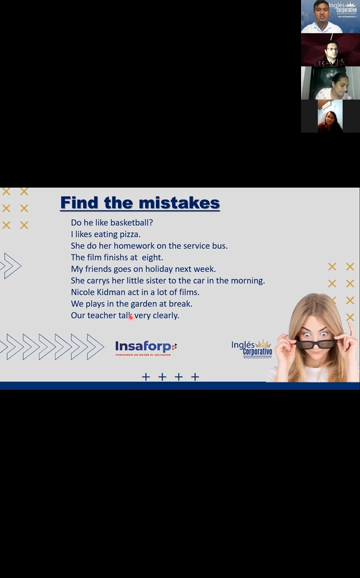 Inglés
Corporativo
Find the mistakes
Do he like basketball?
I likes eating pizza.
She do her homework on the service bus.
The film finishs at  eight.
My friends goes on holiday next week.
She carrys her little sister to the car in the morning.
Nicole Kidman act in a lot of films.
We plays in the garden at break.
Our teacher talk very clearly.
Insaforp
Inglés
Corporativo